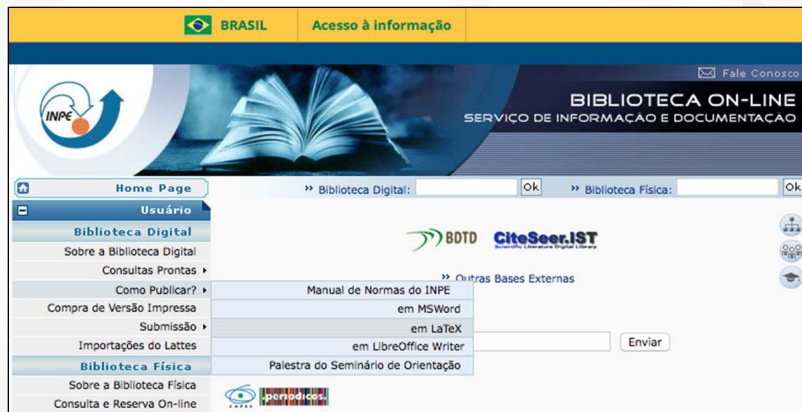 BRASIL Acesso à informação
Fale Conosco
INPE
BIBLIOTECA ON-LINE
SERVIÇO DE INFORMAÇÃO E DOCUMENTAÇÃO
Home Page
» Biblioteca Digital: Ok » Biblioteca Física: Ok
Usuário
Biblioteca Digital
BDTD CiteSeer.IST
Scientific Literature Digital Library
Sobre a Biblioteca Digital
Consultas Prontas
» Outras Bases Externas
Como Publicar?
Manual de Normas do INPE
Compra de Versão Impressa
em MSWord
Submissão
em LaTeX
Importações do Lattes
em LibreOffice Writer
Enviar
Biblioteca Física
Palestra do Seminário de Orientação
Sobre a Biblioteca Física
Consulta e Reserva On-line
CAPES .periodicos.